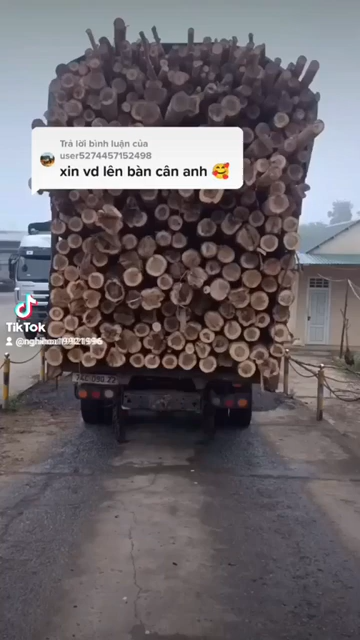 Trả lời bình luận của
user5274457152498
xin vd lên bàn cân anh 🥰
TikTok